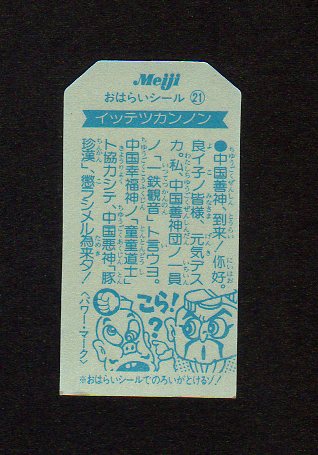 Meiji
おはらいシール 21
イッテツカンノン
●中国善神、到来！你好。
良イ子ノ皆様、元気デスヘ
カ。私、中国善神団ノ一員
ノ、「一鉄観音」ト言ウヨ。
中国幸福神ノ「童童道士」
ト協力シテ、中国悪神「豚
珍漢」、懲ラシメル為来タ！
〈パワーマーク〉
こら！
？
※おはらいシールでのろいがとけるゾ！